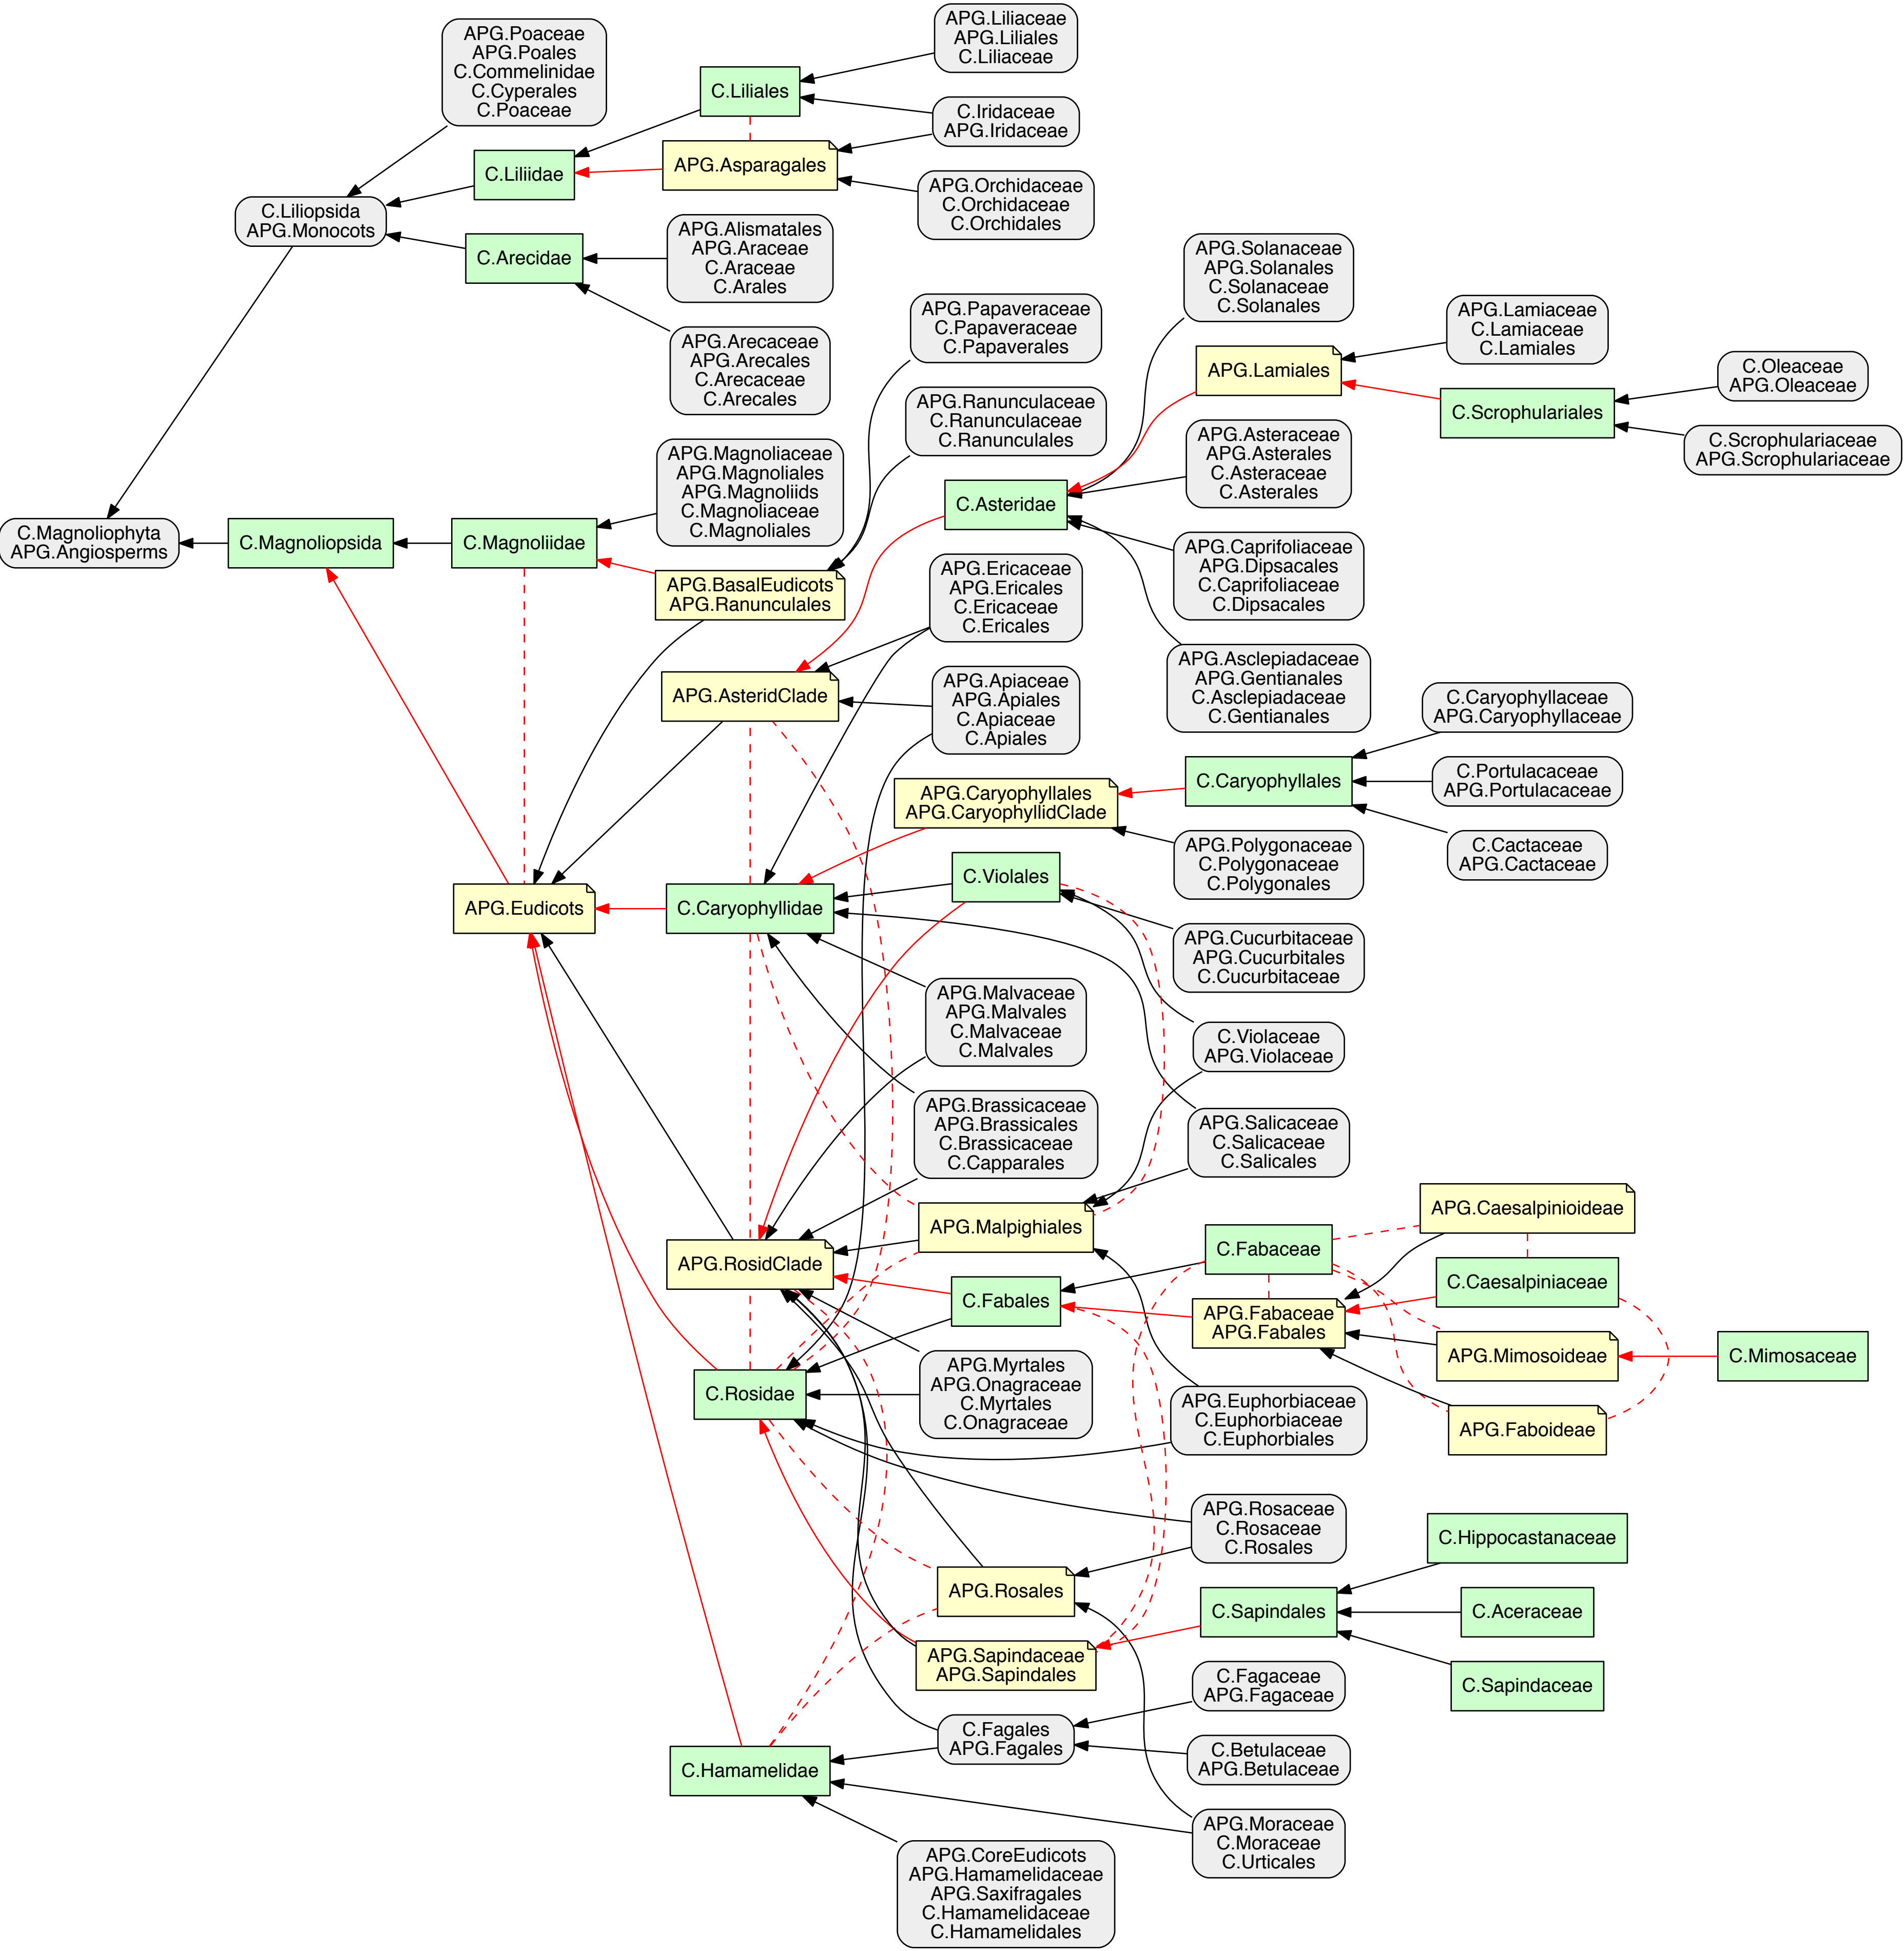 APG.Poaceae
APG.Poales
C.Commelinidae
C.Cyperales
C.Poaceae
APG.Liliaceae
APG.Liliales
C.Liliaceae
C.Liliales
C.Iridaceae
APG.Iridaceae
APG.Asparagales
C.Liliidae
APG.Orchidaceae
C.Orchidaceae
C.Orchidales
C.Liliopsida
APG.Monocots
C.Arecidae
APG.Alismatales
APG.Araceae
C.Araceae
C.Arales
APG.Arecaceae
APG.Arecales
C.Arecaceae
C.Arecales
APG.Papaveraceae
C.Papaveraceae
C.Papaverales
APG.Solanaceae
APG.Solanales
C.Solanaceae
C.Solanales
APG.Lamiaceae
C.Lamiaceae
C.Lamiales
APG.Lamiales
C.Oleaceae
APG.Oleaceae
C.Scrophulariales
C.Scrophulariaceae
APG.Scrophulariaceae
APG.Ranunculaceae
C.Ranunculaceae
C.Ranunculales
APG.Asteraceae
APG.Asterales
C.Asteraceae
C.Asterales
APG.Magnoliaceae
APG.Magnoliales
APG.Magnoliids
C.Magnoliaceae
C.Magnoliales
C.Asteridae
C.Magnoliophyta
APG.Angiosperms
C.Magnoliopsida
C.Magnoliidae
APG.BasalEudicots
APG.Ranunculales
APG.Caprifoliaceae
APG.Dipsacales
C.Caprifoliaceae
C.Dipsacales
APG.Ericaceae
APG.Ericales
C.Ericaceae
C.Ericales
APG.AsteridClade
APG.Asclepiadaceae
APG.Gentianales
C.Asclepiadaceae
C.Gentianales
APG.Apiaceae
APG.Apiales
C.Apiaceae
C.Apiales
C.Caryophyllaceae
APG.Caryophyllaceae
C.Caryophyllales
C.Portulacaceae
APG.Portulacaceae
APG.Caryophyllales
APG.CaryophyllidClade
C.Cactaceae
APG.Cactaceae
APG.Polygonaceae
C.Polygonaceae
C.Polygonales
C.Violales
APG.Eudicots
C.Caryophyllidae
APG.Cucurbitaceae
APG.Cucurbitales
C.Cucurbitaceae
APG.Malvaceae
APG.Malvales
C.Malvaceae
C.Malvales
C.Violaceae
APG.Violaceae
APG.Brassicaceae
APG.Brassicales
C.Brassicaceae
C.Capparales
APG.Salicaceae
C.Salicaceae
C.Salicales
APG.Malpighiales
APG.RosidClade
APG.Caesalpinioideae
C.Fabaceae
C.Caesalpiniaceae
C.Fabales
APG.Fabaceae
APG.Fabales
APG.Mimosoideae
C.Mimosaceae
C.Rosidae
APG.Myrtales
APG.Onagraceae
C.Myrtales
C.Onagraceae
APG.Euphorbiaceae
C.Euphorbiaceae
C.Euphorbiales
APG.Faboideae
APG.Rosaceae
C.Rosaceae
C.Rosales
C.Hippocastanaceae
APG.Rosales
C.Sapindales
C.Aceraceae
APG.Sapindaceae
APG.Sapindales
C.Sapindaceae
C.Fagaceae
APG.Fagaceae
C.Fagales
APG.Fagales
C.Betulaceae
APG.Betulaceae
C.Hamamelidae
APG.Moraceae
C.Moraceae
C.Urticales
APG.CoreEudicots
APG.Hamamelidaceae
APG.Saxifragales
C.Hamamelidaceae
C.Hamamelidales